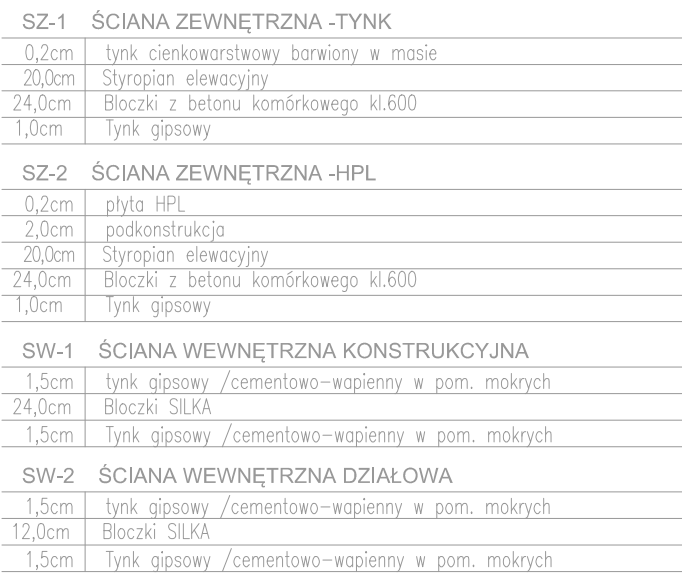 SZ-1 ŚCIANA ZEWNĘTRZNA -TYNK
0,2cm tynk cienkowarstwowy barwiony w masie
20,0cm Styropian elewacyjny
24,0cm Bloczki z betonu komórkowego kl.600
1,0cm Tynk gipsowy
SZ-2 ŚCIANA ZEWNĘTRZNA -HPL
0,2cm płyta HPL
2,0cm podkonstrukcja
20,0cm Styropian elewacyjny
24,0cm Bloczki z betonu komórkowego kl.600
1,0cm Tynk gipsowy
SW-1 ŚCIANA WEWNĘTRZNA KONSTRUKCYJNA
1,5cm tynk gipsowy /cementowo-wapienny w pom. mokrych
24,0cm Bloczki SILKA
1,5cm Tynk gipsowy /cementowo-wapienny w pom. mokrych
SW-2 ŚCIANA WEWNĘTRZNA DZIAŁOWA
1,5cm tynk gipsowy /cementowo-wapienny w pom. mokrych
12,0cm Bloczki SILKA
1,5cm Tynk gipsowy /cementowo-wapienny w pom. mokrych